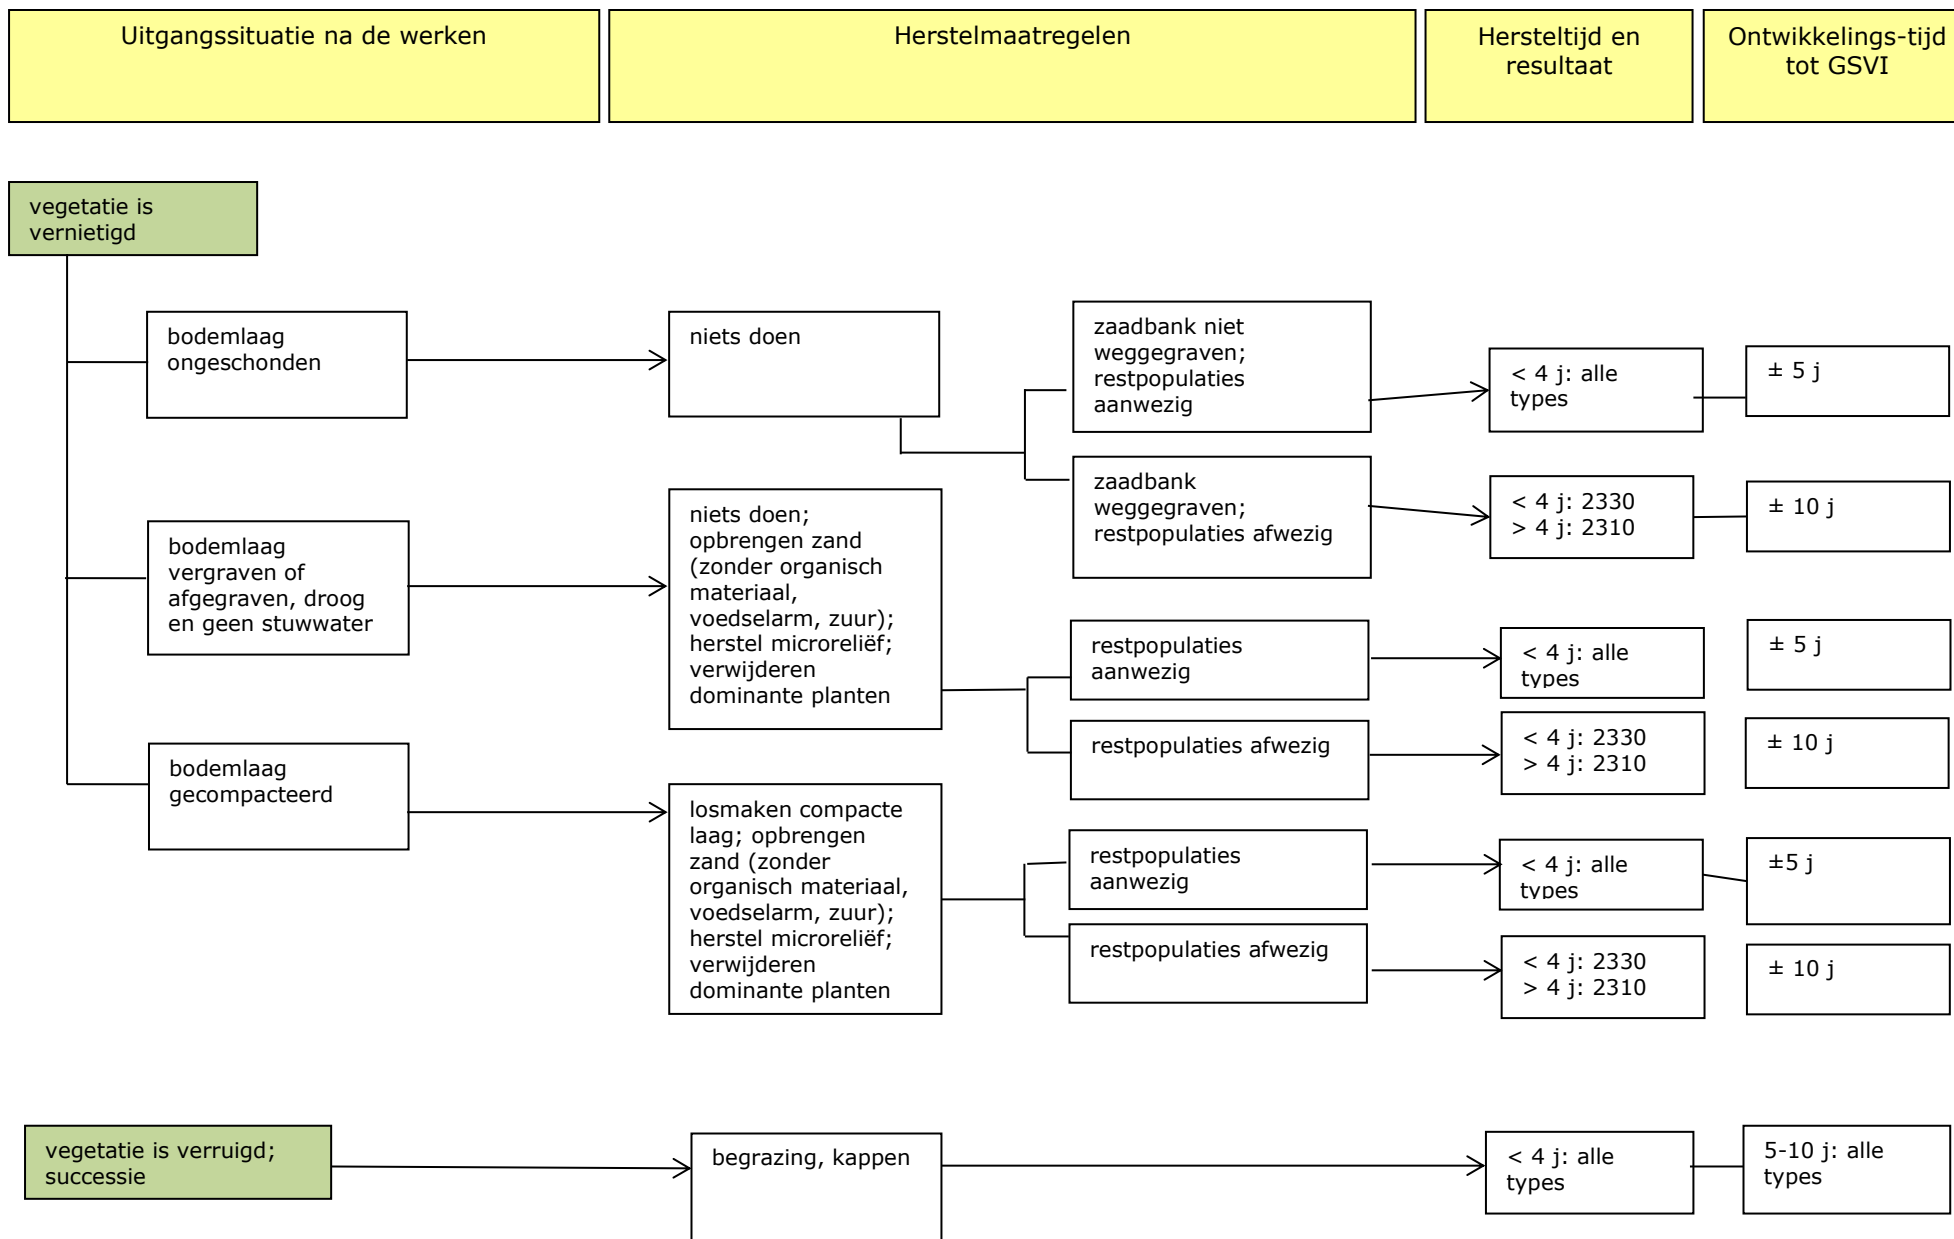 Uitgangssituatie na de werken
Herstelmaatregelen
Hersteltijd en
resultaat
Ontwikkelings-tijd
tot GSVI
vegetatie is
vernietigd
bodemlaag
ongeschonden
niets doen
zaadbank niet
weggegraven;
restpopulaties
aanwezig
< 4 j: alle
types
± 5 j
zaadbank
weggegraven;
restpopulaties afwezig
< 4 j: 2330
> 4 j: 2310
± 10 j
bodemlaag
vergraven of
afgegraven, droog
en geen stuwwater
niets doen;
opbrengen zand
(zonder organisch
materiaal,
voedselarm, zuur);
herstel microreliëf;
verwijderen
dominante planten
restpopulaties
aanwezig
< 4 j: alle
types
± 5 j
restpopulaties afwezig
< 4 j: 2330
> 4 j: 2310
± 10 j
bodemlaag
gecompacteerd
losmaken compacte
laag; opbrengen
zand (zonder
organisch materiaal,
voedselarm, zuur);
herstel microreliëf;
verwijderen
dominante planten
restpopulaties
aanwezig
< 4 j: alle
types
±5 j
restpopulaties afwezig
< 4 j: 2330
> 4 j: 2310
± 10 j
vegetatie is verruigd;
successie
begrazing, kappen
< 4 j: alle
types
5-10 j: alle
types